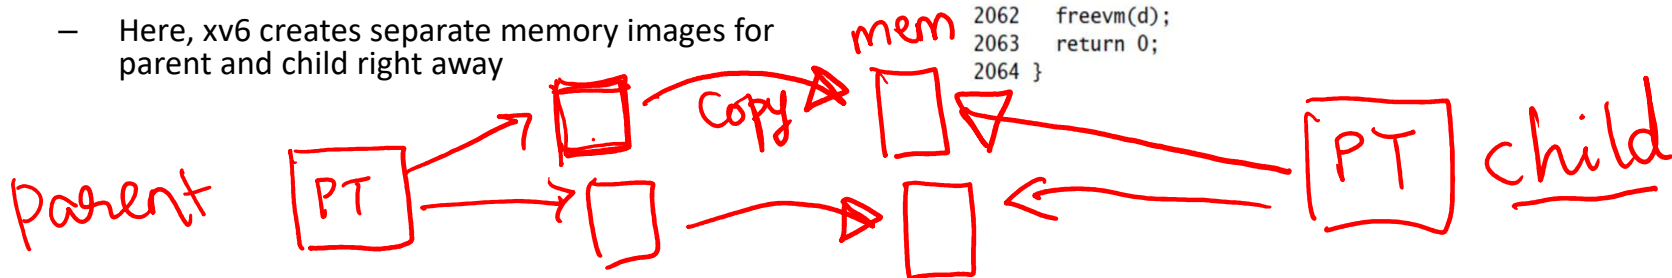 – Here, xv6 creates separate memory images for
parent and child right away
2062 freevm(d);
2063 return 0;
2064 }
mem
Copy
parent
PT
PT
child